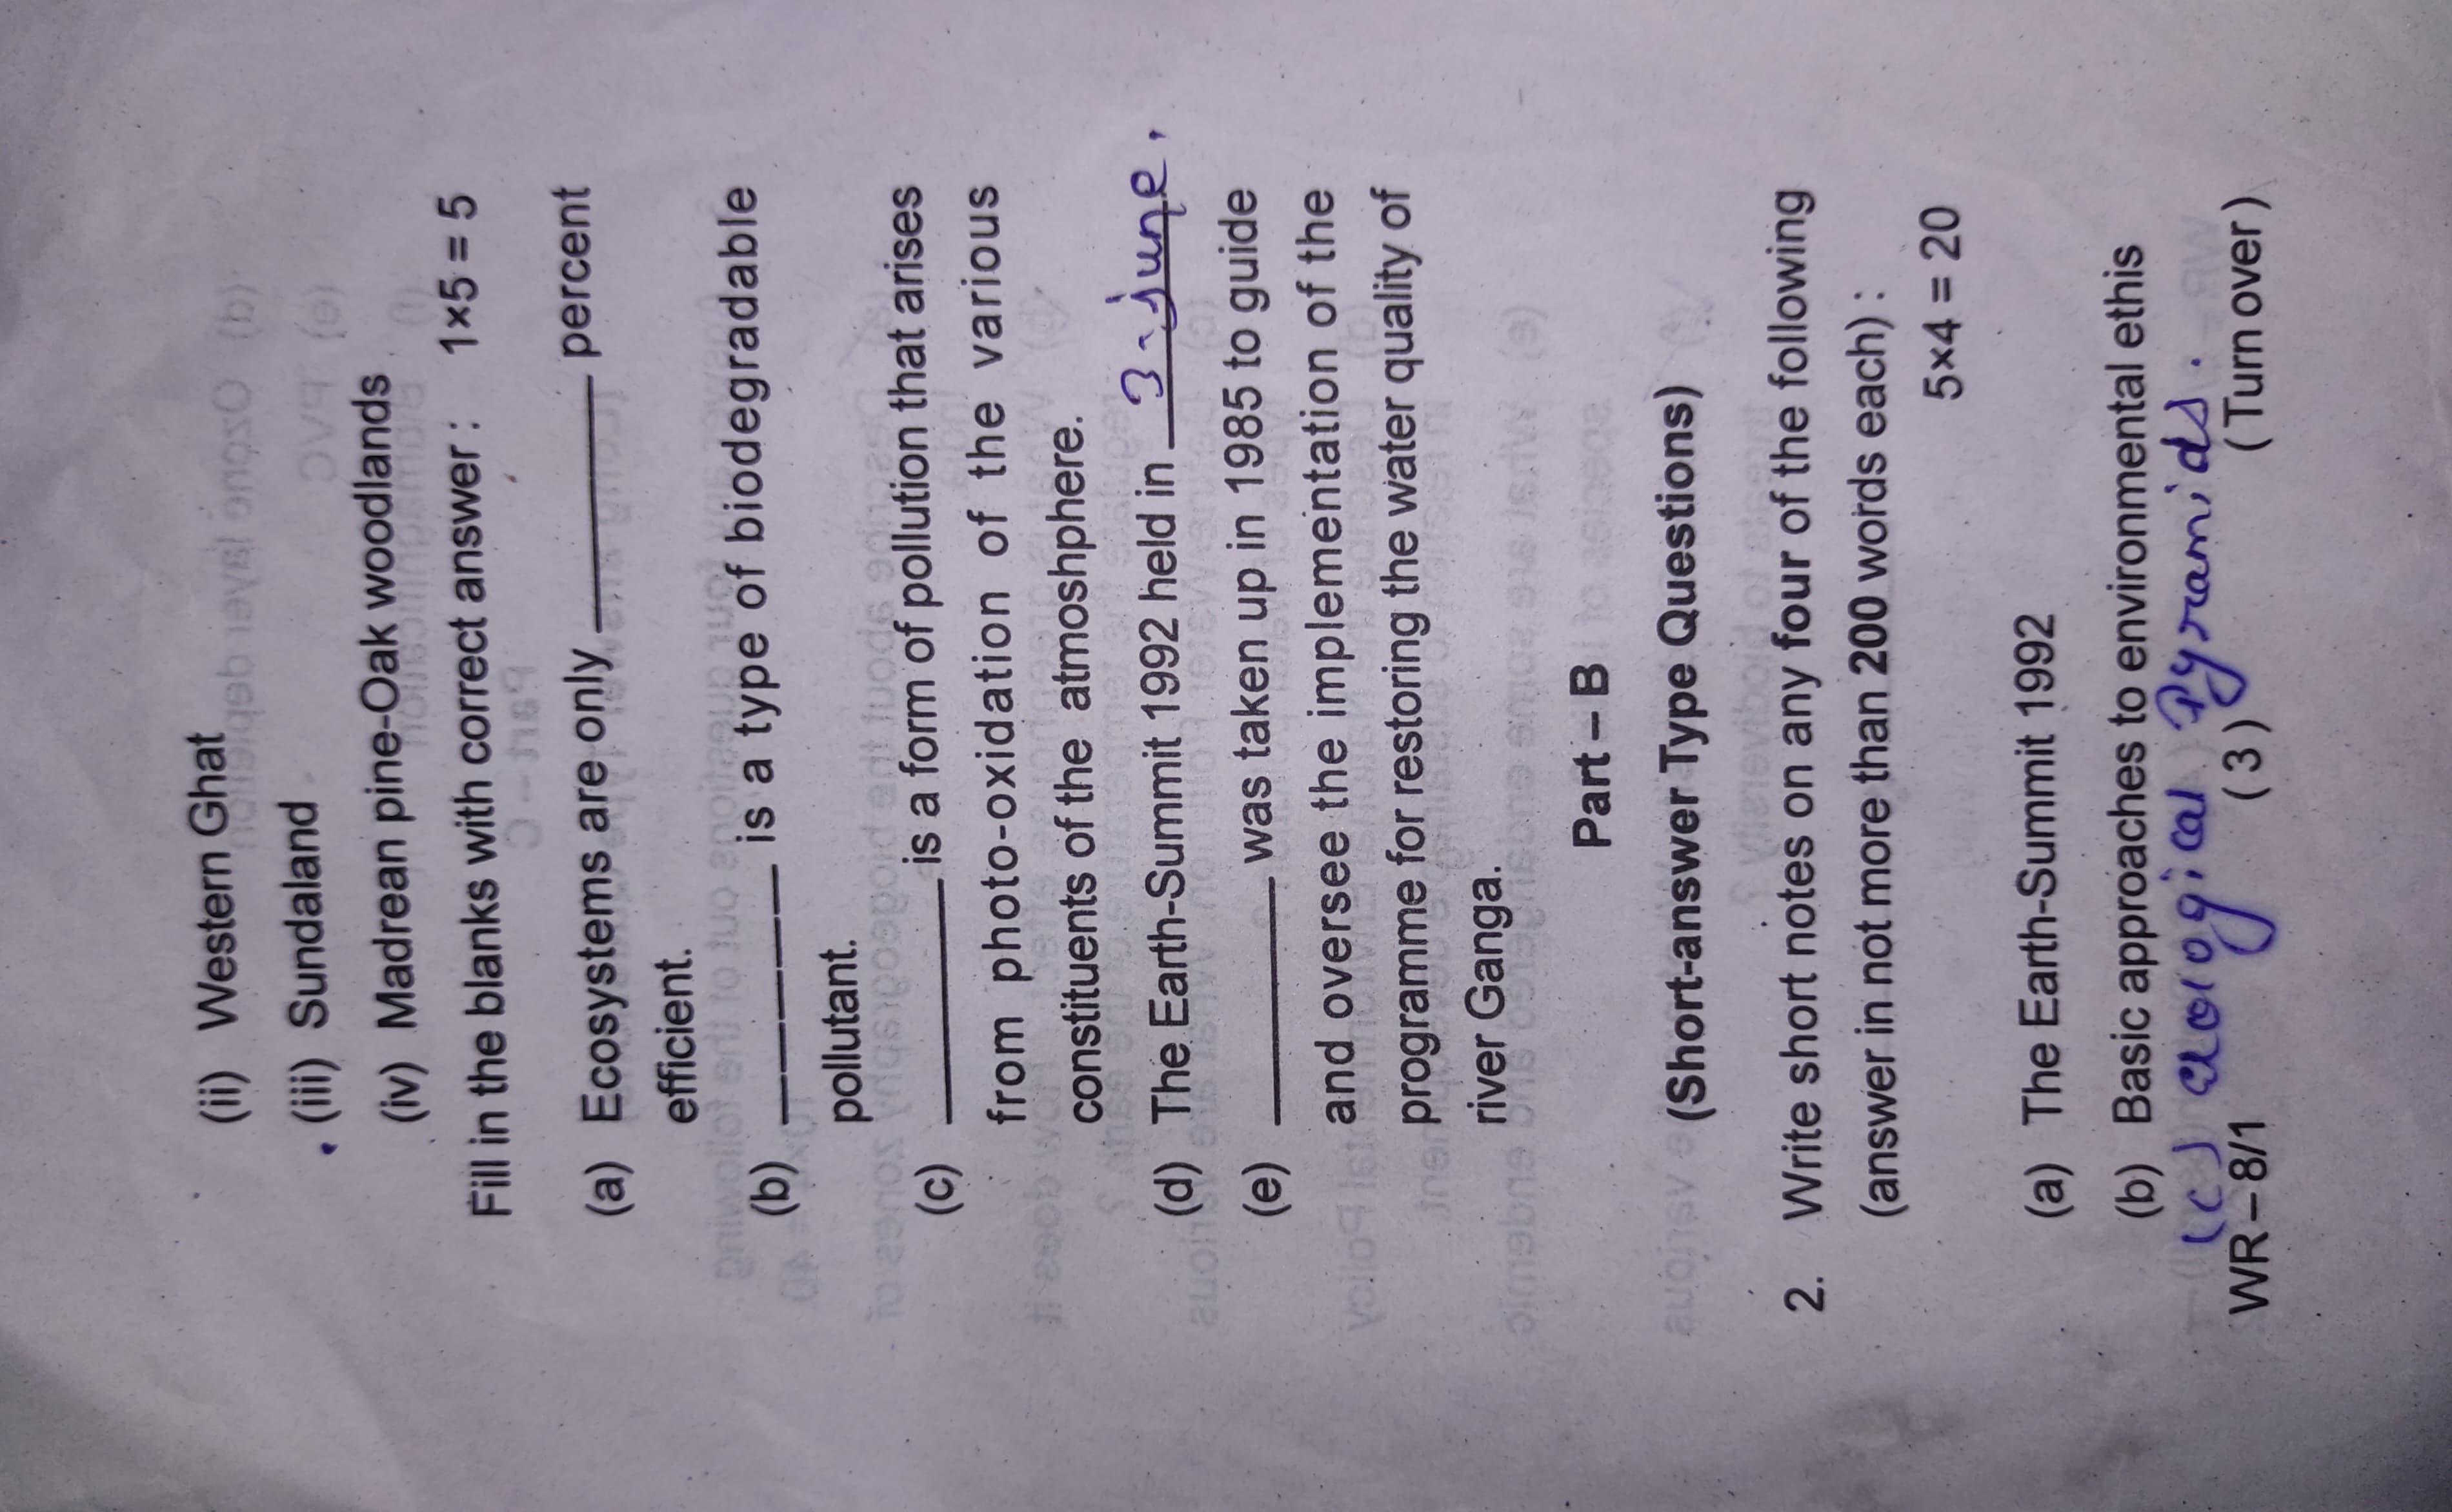 (ii) Western Ghat
(iii) Sundaland
(iv) Madrean pine-Oak woodlands
Fill in the blanks with correct answer : 1×5 = 5
(a) Ecosystems are only __________ percent
efficient.
(b) __________ is a type of biodegradable
pollutant.
(c) __________ is a form of pollution that arises
from photo-oxidation of the various
constituents of the atmoshphere.
(d) The Earth-Summit 1992 held in 3-june.
(e) __________ was taken up in 1985 to guide
and oversee the implementation of the
programme for restoring the water quality of
river Ganga.
Part – B
(Short-answer Type Questions)
2. Write short notes on any four of the following
(answer in not more than 200 words each) :
5×4 = 20
(a) The Earth-Summit 1992
(b) Basic approaches to environmental ethis
(c) Pyramids.
WR – 8/1 (3) (Turn over)